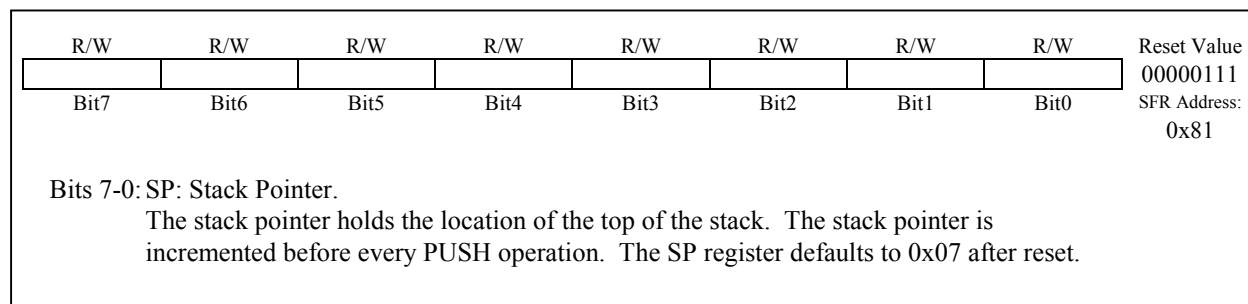 R/W R/W R/W R/W R/W R/W R/W R/W Reset Value
00000111
Bit7 Bit6 Bit5 Bit4 Bit3 Bit2 Bit1 Bit0 SFR Address:
0x81
Bits 7-0: SP: Stack Pointer.
The stack pointer holds the location of the top of the stack. The stack pointer is
incremented before every PUSH operation. The SP register defaults to 0x07 after reset.